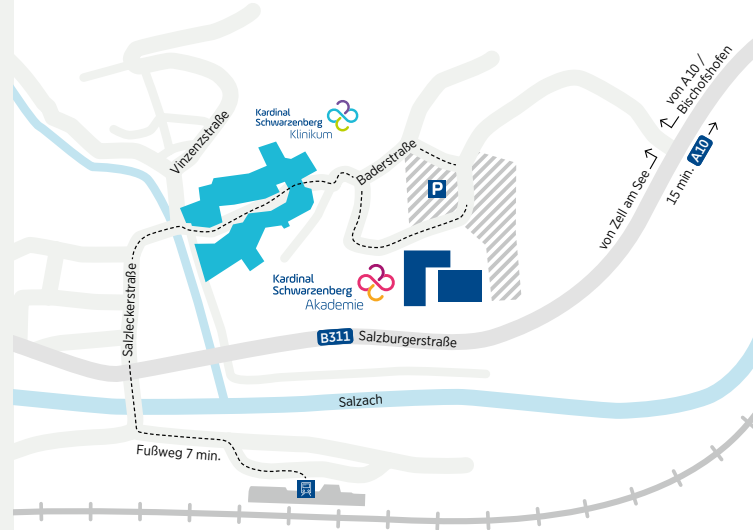 von A10 /
Bischofshofen
Kardinal
Schwarzenberg
Klinikum
Vinzenzstraße
Baderstraße
P
15 min. A10
von Zell am See
Kardinal
Schwarzenberg
Akademie
Salzleckerstraße
B311 Salzburgerstraße
Salzach
Fußweg 7 min.